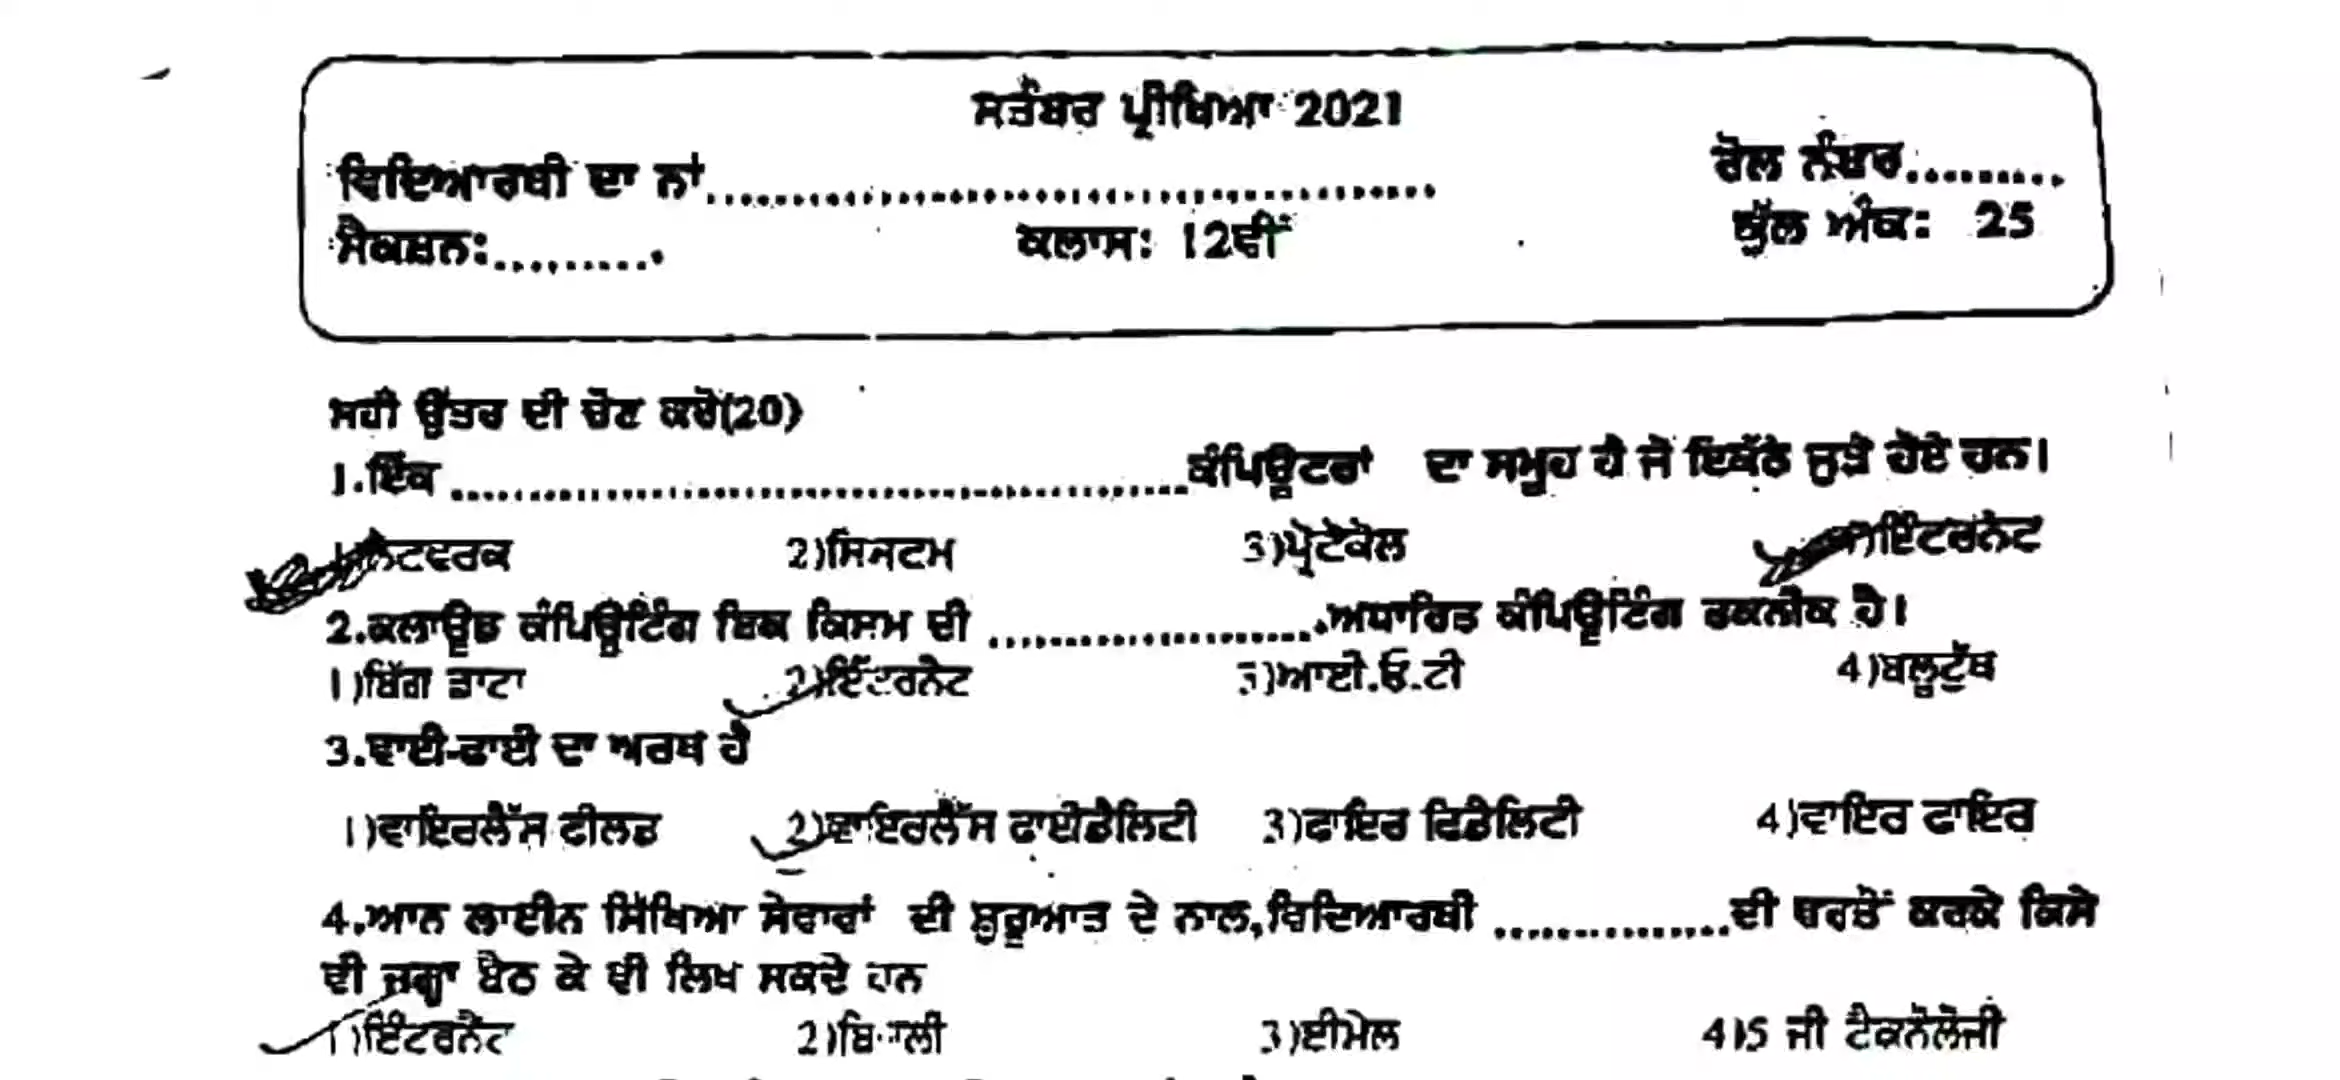 ਸਤੰਬਰ ਪ੍ਰੀਖਿਆ 2021
ਵਿਦਿਆਰਥੀ ਦਾ ਨਾਂ........................................ ਰੋਲ ਨੰਬਰ..........
ਸੈਕਸ਼ਨ:.......... ਕਲਾਸ: 12ਵੀਂ ਕੁੱਲ ਅੰਕ: 25
ਸਹੀ ਉੱਤਰ ਦੀ ਚੋਣ ਕਰੋ(20)
1.ਇੱਕ ........................................ਕੰਪਿਊਟਰਾਂ ਦਾ ਸਮੂਹ ਹੈ ਜੋ ਇਕੱਠੇ ਜੁੜੇ ਹੋਏ ਹਨ।
1)ਨੈਟਵਰਕ 2)ਸਿਸਟਮ 3)ਪ੍ਰੋਟੋਕੋਲ )ਇੰਟਰਨੈਟ
2.ਕਲਾਊਡ ਕੰਪਿਊਟਿੰਗ ਇਕ ਕਿਸਮ ਦੀ ......................ਅਧਾਰਿਤ ਕੰਪਿਊਟਿੰਗ ਤਕਨੀਕ ਹੈ।
1)ਬਿੱਗ ਡਾਟਾ 2)ਇੰਟਰਨੈਟ 3)ਆਈ.ਓ.ਟੀ 4)ਬਲੂਟੁੱਥ
3.ਵਾਈ-ਫਾਈ ਦਾ ਅਰਥ ਹੈ
1)ਵਾਇਰਲੈੱਸ ਫੀਲਡ 2)ਵਾਇਰਲੈੱਸ ਫਾਈਡੈਲਿਟੀ 3)ਫਾਇਰ ਫਿਡੈਲਿਟੀ 4)ਵਾਇਰ ਫਾਇਰ
4.ਆਨ ਲਾਈਨ ਸਿੱਖਿਆ ਸੇਵਾਵਾਂ ਦੀ ਸ਼ੁਰੂਆਤ ਦੇ ਨਾਲ,ਵਿਦਿਆਰਥੀ ................ਦੀ ਵਰਤੋਂ ਕਰਕੇ ਕਿਸੇ
ਵੀ ਜਗ੍ਹਾ ਬੈਠ ਕੇ ਵੀ ਲਿਖ ਸਕਦੇ ਹਨ
1)ਇੰਟਰਨੈਟ 2) 3)ਈਮੇਲ 4)5 ਜੀ ਟੈਕਨੋਲੋਜੀ